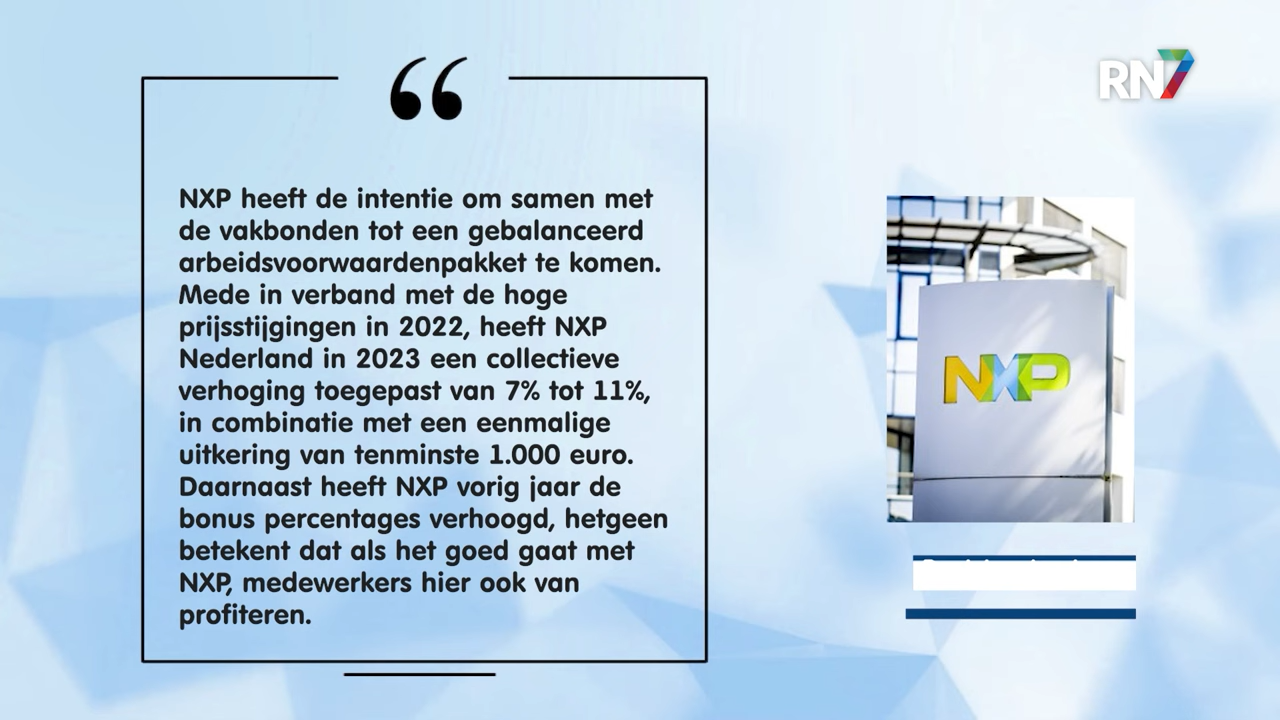 “
RN7
NXP heeft de intentie om samen met
de vakbonden tot een gebalanceerd
arbeidsvoorwaardenpakket te komen.
Mede in verband met de hoge
prijsstijgingen in 2022, heeft NXP
Nederland in 2023 een collectieve
verhoging toegepast van 7% tot 11%,
in combinatie met een eenmalige
uitkering van tenminste 1.000 euro.
Daarnaast heeft NXP vorig jaar de
bonus percentages verhoogd, hetgeen
betekent dat als het goed gaat met
NXP, medewerkers hier ook van
profiteren.
NXP